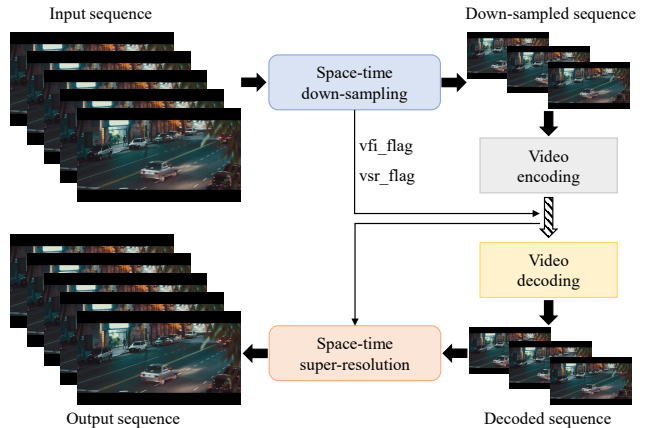 Input sequence
Down-sampled sequence
Space-time
down-sampling
vfi_flag
vsr_flag
Video
encoding
Video
decoding
Space-time
super-resolution
Output sequence
Decoded sequence